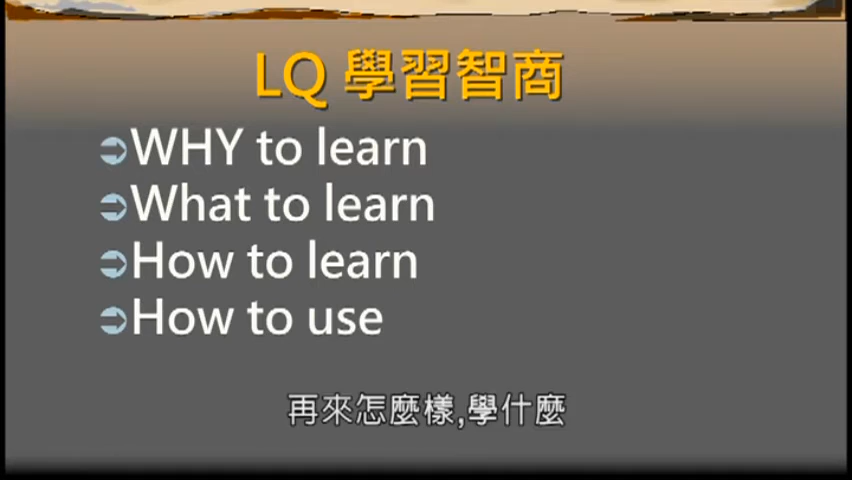 LQ 學習智商
WHY to learn
What to learn
How to learn
How to use
再來怎麼樣,學什麼